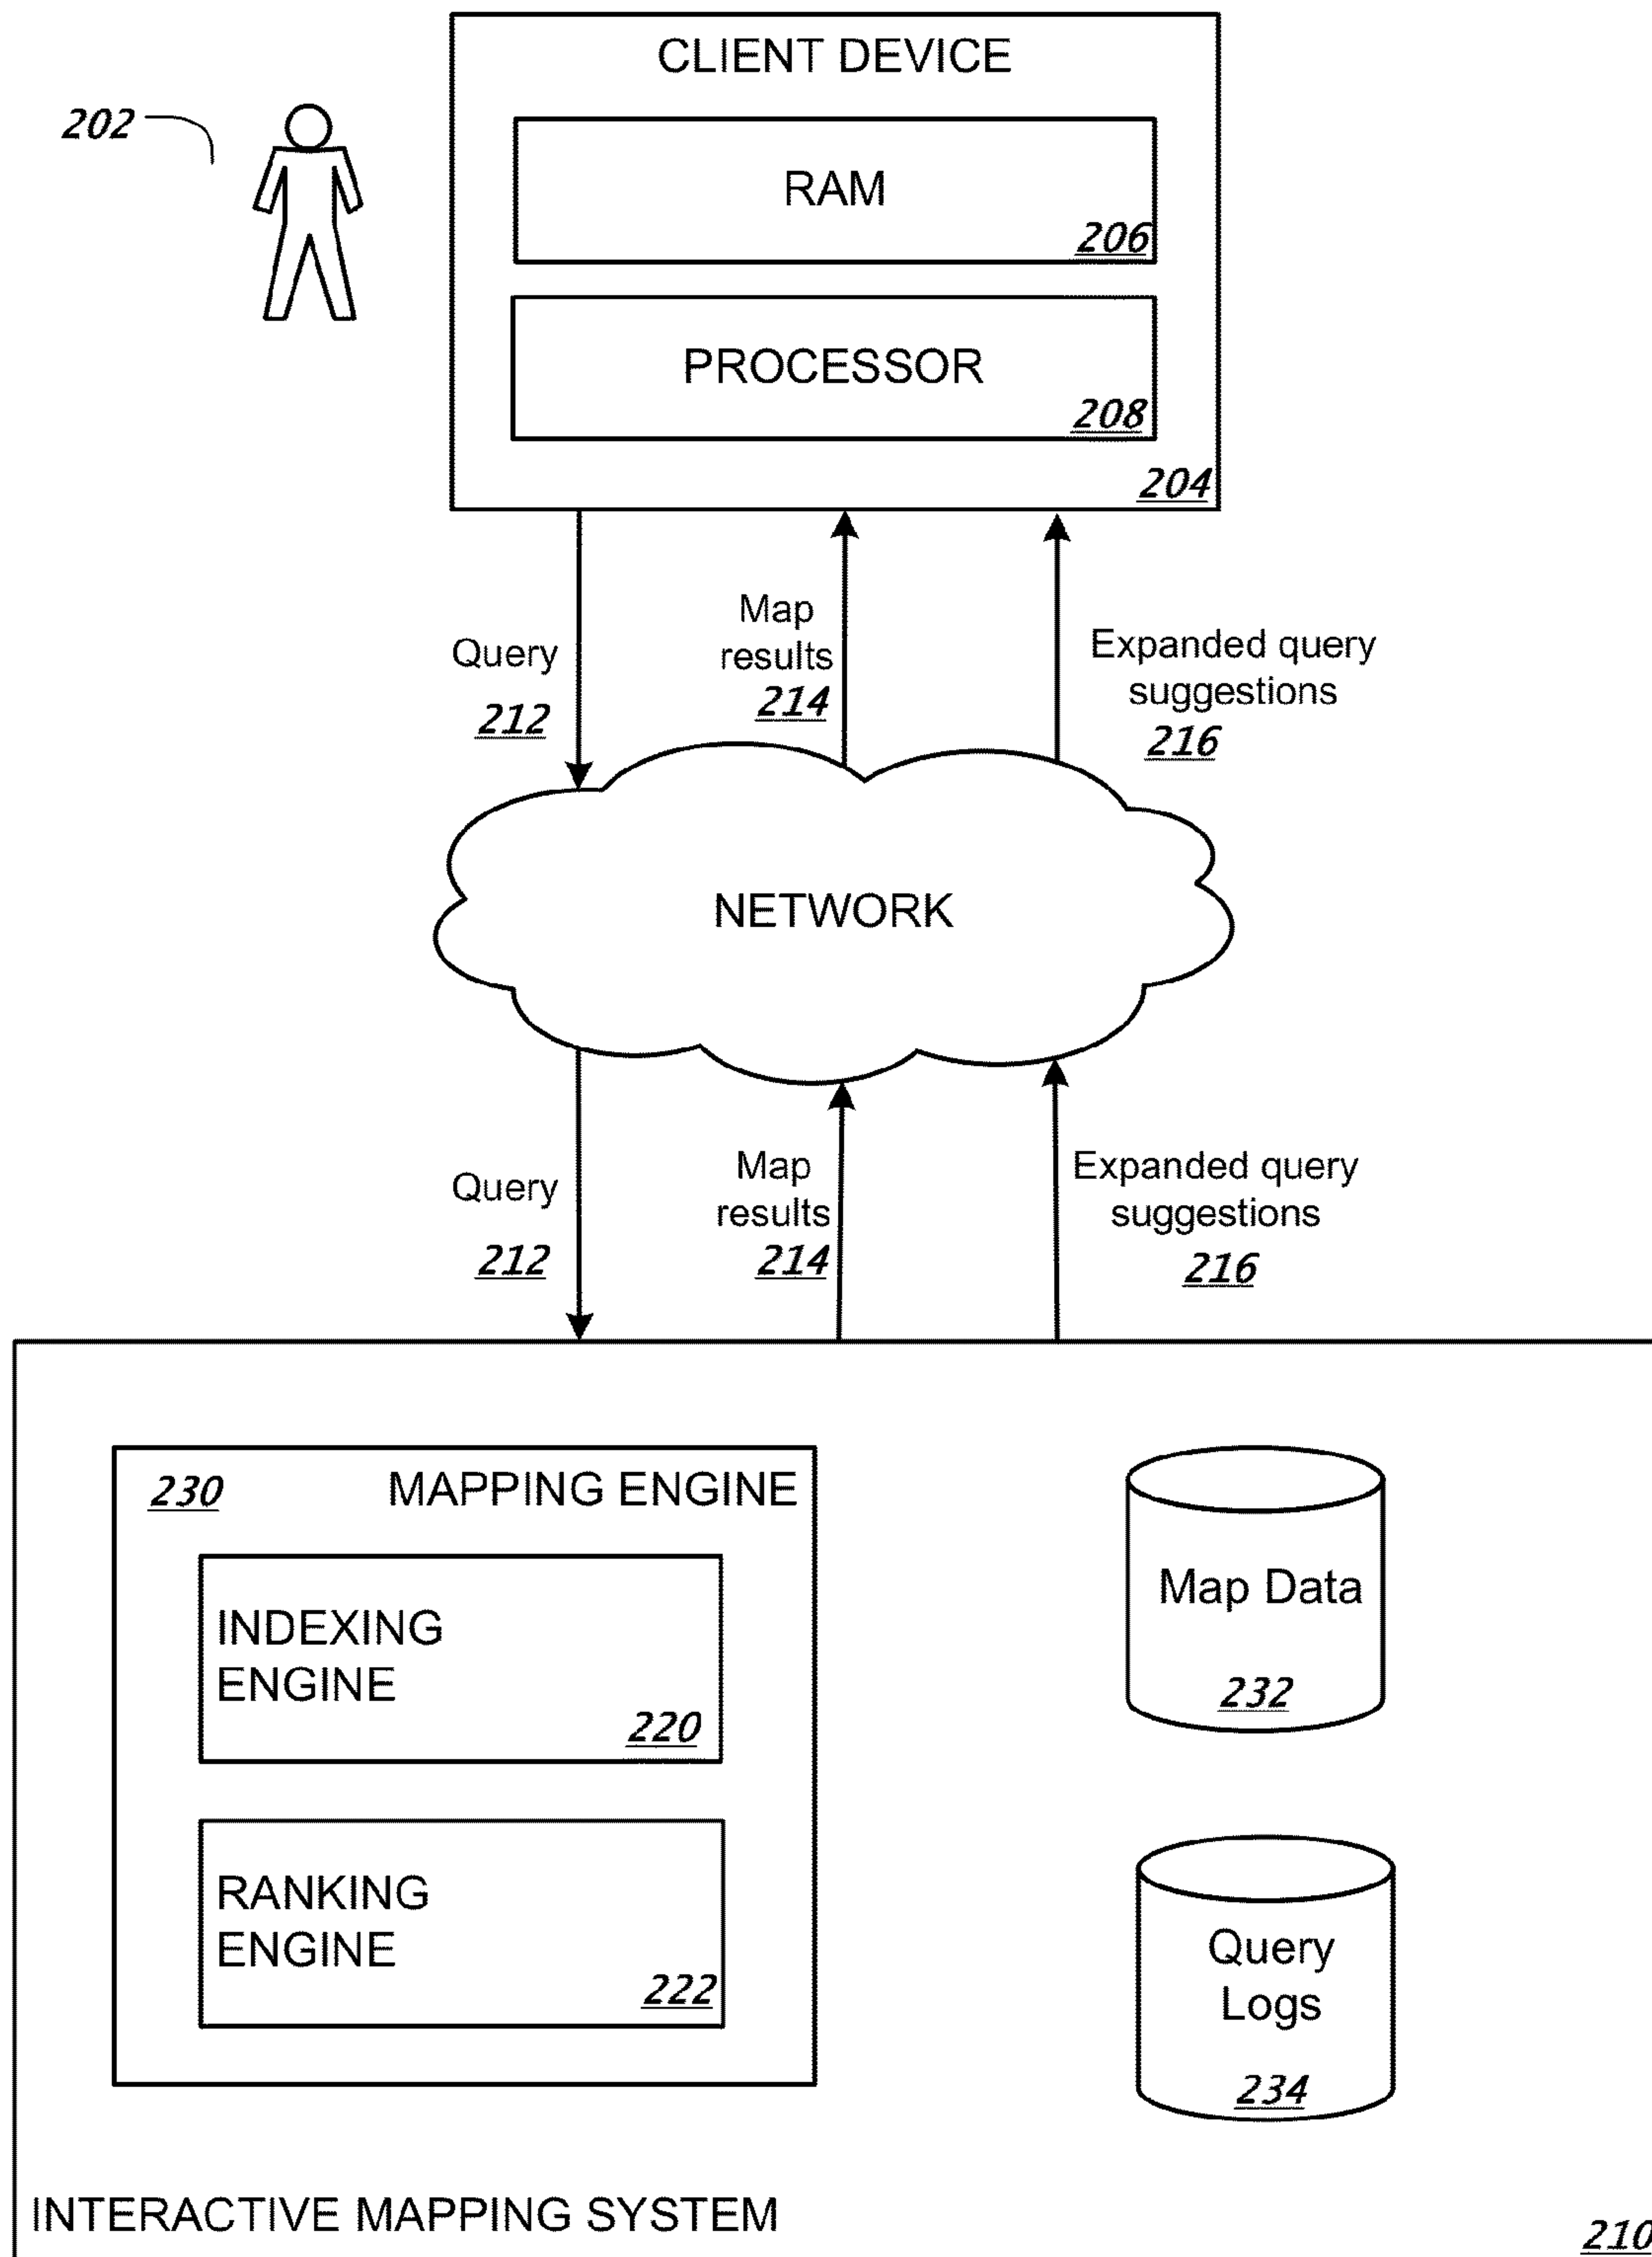 CLIENT DEVICE
202
RAM
206
PROCESSOR
208
204
Query
212
Map
results
214
Expanded query
suggestions
216
NETWORK
Query
212
Map
results
214
Expanded query
suggestions
216
230
MAPPING ENGINE
INDEXING
ENGINE
220
RANKING
ENGINE
222
Map Data
232
Query
Logs
234
INTERACTIVE MAPPING SYSTEM
210